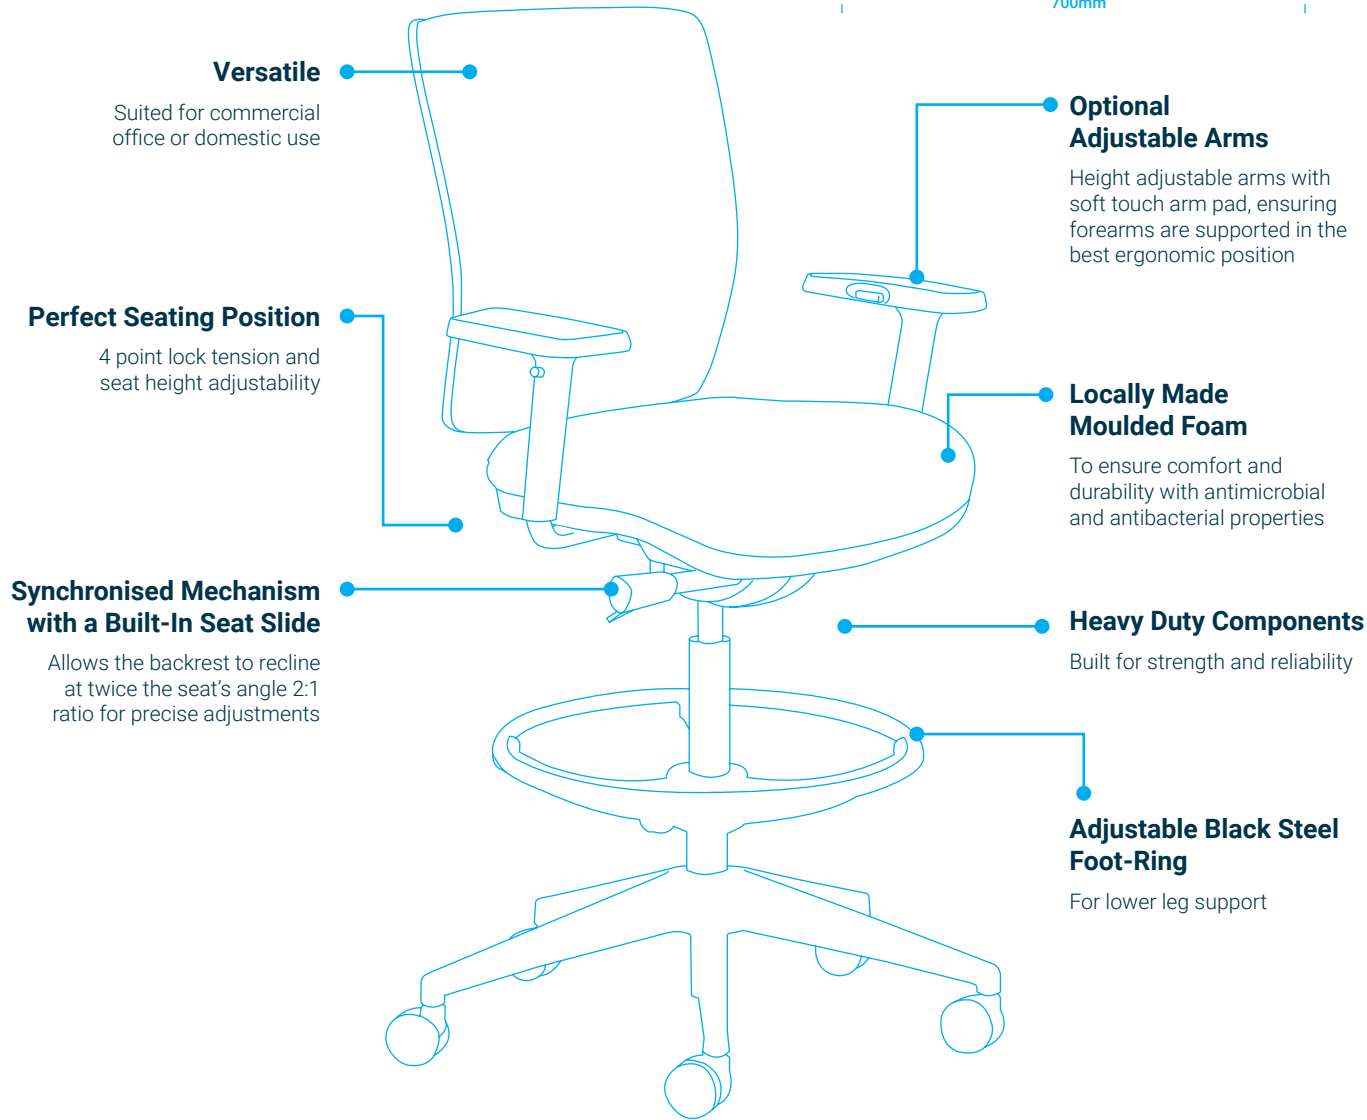 700mm
Versatile
Suited for commercial
office or domestic use
Perfect Seating Position
4 point lock tension and
seat height adjustability
Synchronised Mechanism
with a Built-In Seat Slide
Allows the backrest to recline
at twice the seat's angle 2:1
ratio for precise adjustments
Optional
Adjustable Arms
Height adjustable arms with
soft touch arm pad, ensuring
forearms are supported in the
best ergonomic position
Locally Made
Moulded Foam
To ensure comfort and
durability with antimicrobial
and antibacterial properties
Heavy Duty Components
Built for strength and reliability
Adjustable Black Steel
Foot-Ring
For lower leg support